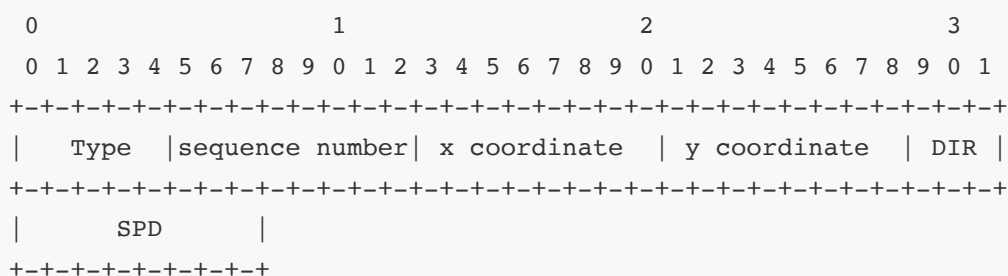 0                   1                   2                   3
 0 1 2 3 4 5 6 7 8 9 0 1 2 3 4 5 6 7 8 9 0 1 2 3 4 5 6 7 8 9 0 1
+-+-+-+-+-+-+-+-+-+-+-+-+-+-+-+-+-+-+-+-+-+-+-+-+-+-+-+-+-+-+-+-+
|   Type  |sequence number| x coordinate  | y coordinate  | DIR |
+-+-+-+-+-+-+-+-+-+-+-+-+-+-+-+-+-+-+-+-+-+-+-+-+-+-+-+-+-+-+-+-+
|      SPD      |
+-+-+-+-+-+-+-+-+